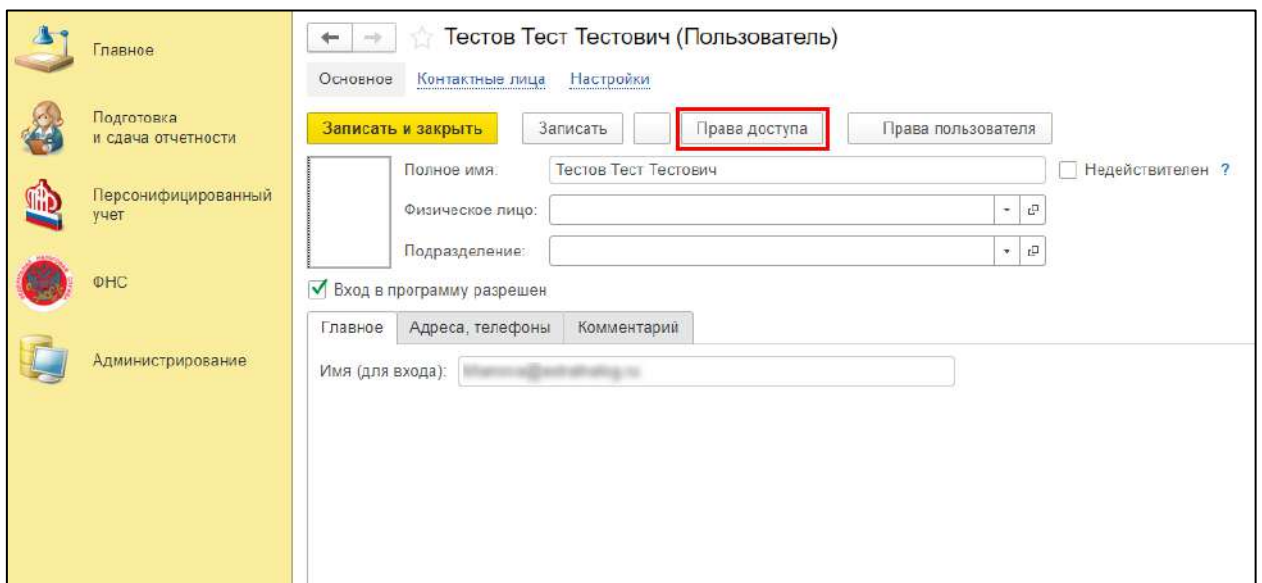 Главное
Подготовка
и сдача отчетности
Персонифицированный
учет
ФНС
Администрирование
Тестов Тест Тестович (Пользователь)
Основное Контактные лица Настройки
Записать и закрыть Записать Права доступа Права пользователя
Полное имя: Тестов Тест Тестович Недействителен ?
Физическое лицо:
Подразделение:
Вход в программу разрешен
Главное Адреса, телефоны Комментарий
Имя (для входа):